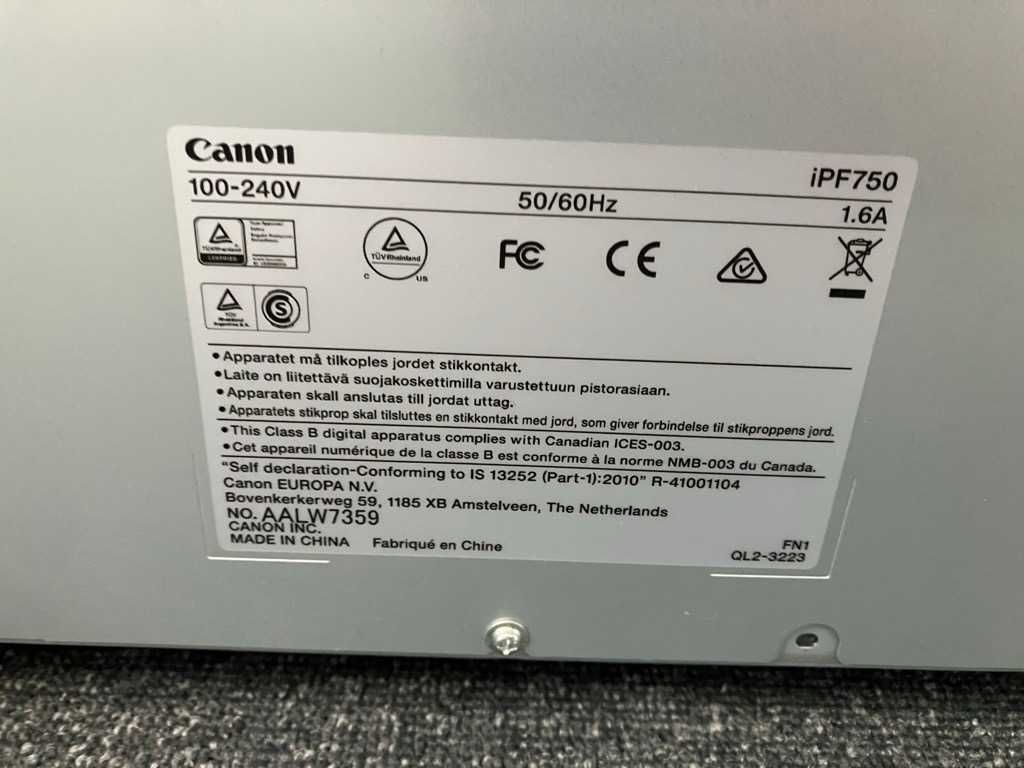 Canon
iPF750
100-240V 50/60Hz 1.6A
TÜVRheinland
CERTIFIED
TÜVRheinland
C US
FC
CE
TÜV
Rheinland
Argentina S.A.
S
•Apparatet må tilkoples jordet stikkontakt.
•Laite on liitettävä suojakoskettimilla varustettuun pistorasiaan.
•Apparaten skall anslutas till jordat uttag.
•Apparatets stikprop skal tilsluttes en stikkontakt med jord, som giver forbindelse til stikproppens jord.
•This Class B digital apparatus complies with Canadian ICES-003.
•Cet appareil numérique de la classe B est conforme à la norme NMB-003 du Canada.
"Self declaration-Conforming to IS 13252 (Part-1):2010" R-41001104
Canon EUROPA N.V.
Bovenkerkerweg 59, 1185 XB Amstelveen, The Netherlands
NO. AALW7359
CANON INC.
MADE IN CHINA Fabriqué en Chine
FN1
QL2-3223